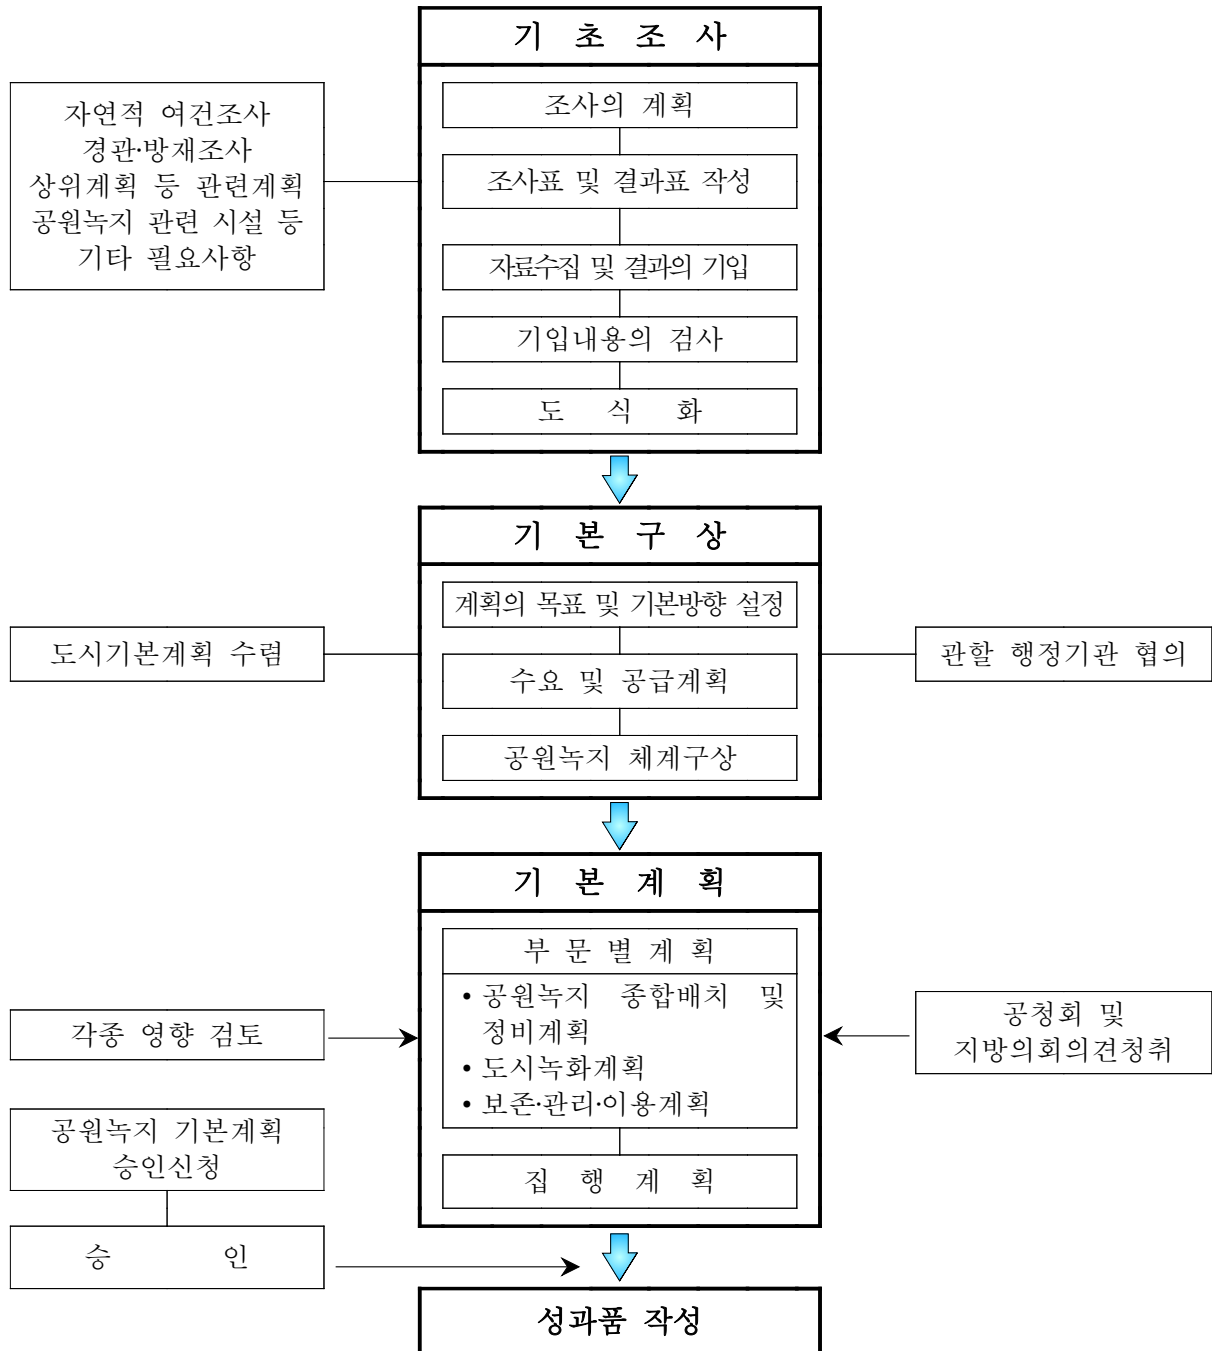 기 초 조 사
자연적 여건조사
경관·방재조사
상위계획 등 관련계획
공원녹지 관련 시설 등
기타 필요사항
조사의 계획
조사표 및 결과표 작성
자료수집 및 결과의 기입
기입내용의 검사
도 식 화
기 본 구 상
계획의 목표 및 기본방향 설정
도시기본계획 수렴
수요 및 공급계획
관할 행정기관 협의
공원녹지 체계구상
기 본 계 획
부 문 별 계 획
• 공원녹지 종합배치 및
정비계획
• 도시녹화계획
• 보존·관리·이용계획
각종 영향 검토
공청회 및
지방의회의견청취
공원녹지 기본계획
승인신청
집 행 계 획
승 인
성과품 작성